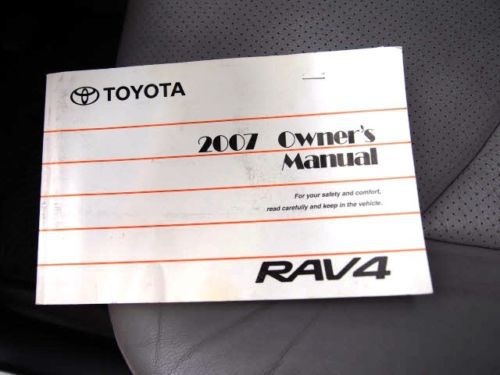 TOYOTA
2007 Owner's
Manual
For your safety and comfort,
read carefully and keep in the vehicle.
RAV4